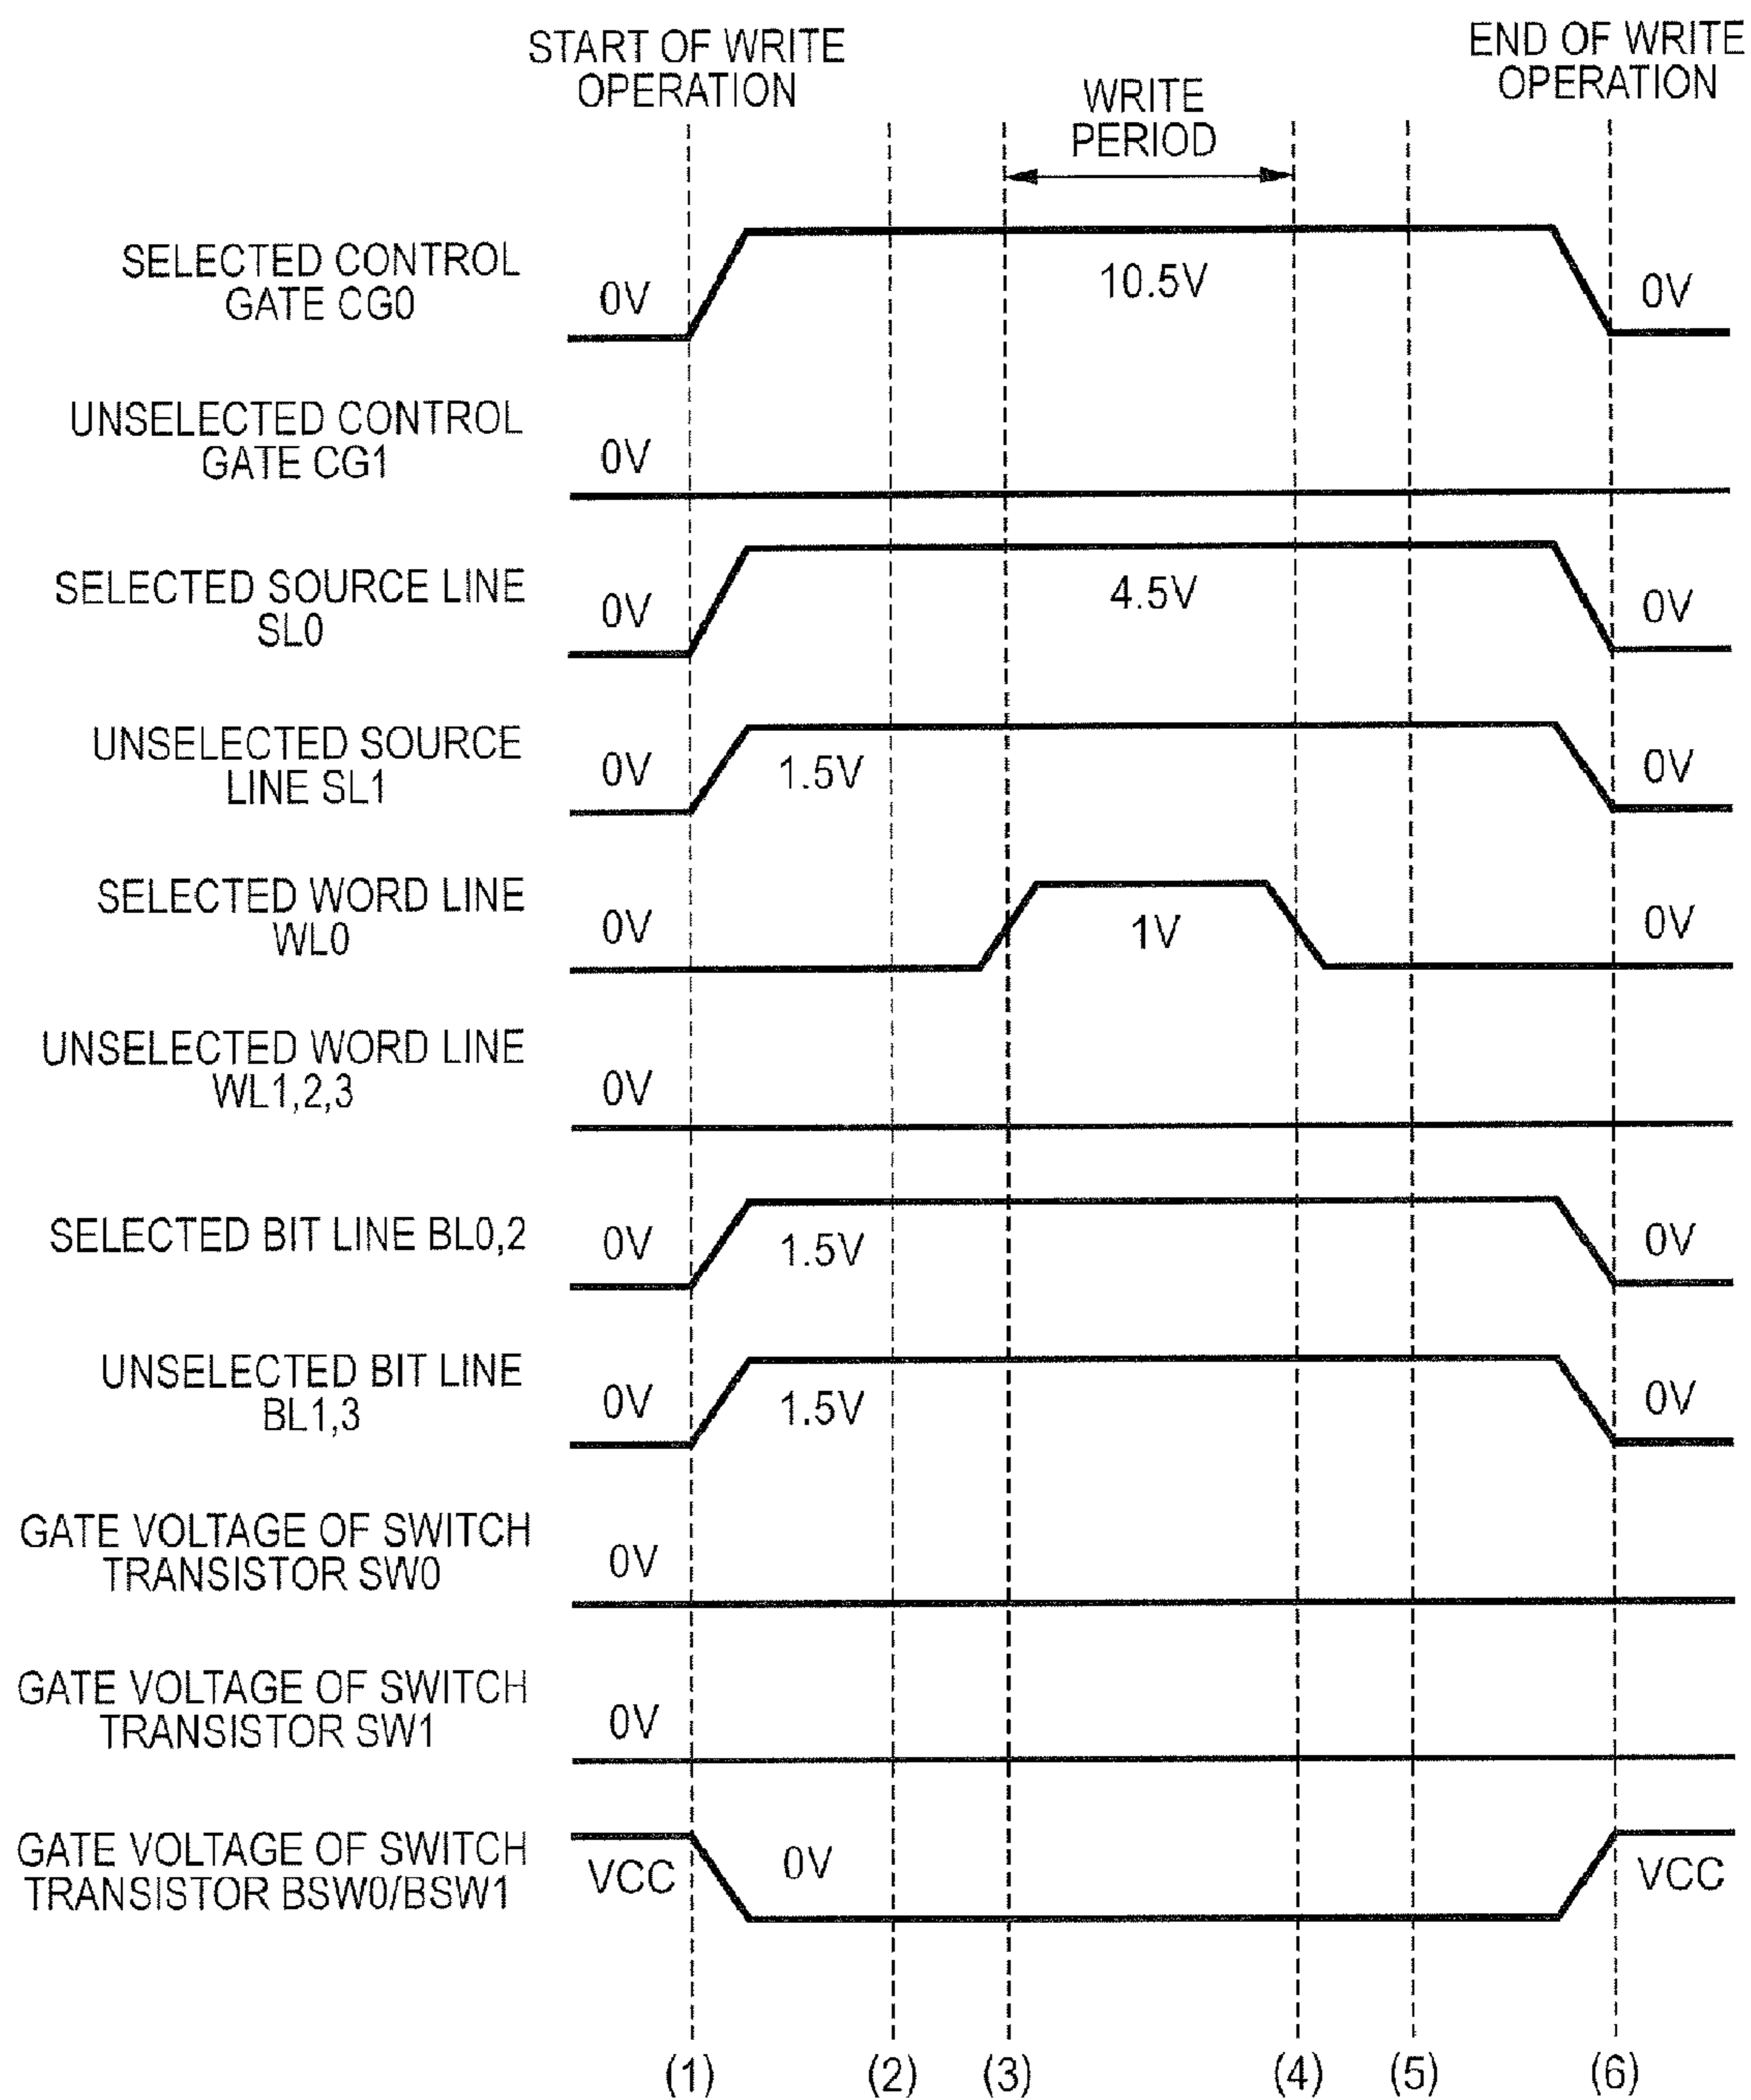 START OF WRITE
OPERATION
END OF WRITE
OPERATION
WRITE
PERIOD
SELECTED CONTROL
GATE CG0
0V
10.5V
0V
UNSELECTED CONTROL
GATE CG1
0V
SELECTED SOURCE LINE
SL0
0V
4.5V
0V
UNSELECTED SOURCE
LINE SL1
0V
1.5V
0V
SELECTED WORD LINE
WL0
0V
1V
0V
UNSELECTED WORD LINE
WL1,2,3
0V
SELECTED BIT LINE BL0,2
0V
1.5V
0V
UNSELECTED BIT LINE
BL1,3
0V
1.5V
0V
GATE VOLTAGE OF SWITCH
TRANSISTOR SW0
0V
GATE VOLTAGE OF SWITCH
TRANSISTOR SW1
0V
GATE VOLTAGE OF SWITCH
TRANSISTOR BSW0/BSW1
VCC
0V
VCC
(1) (2) (3) (4) (5) (6)